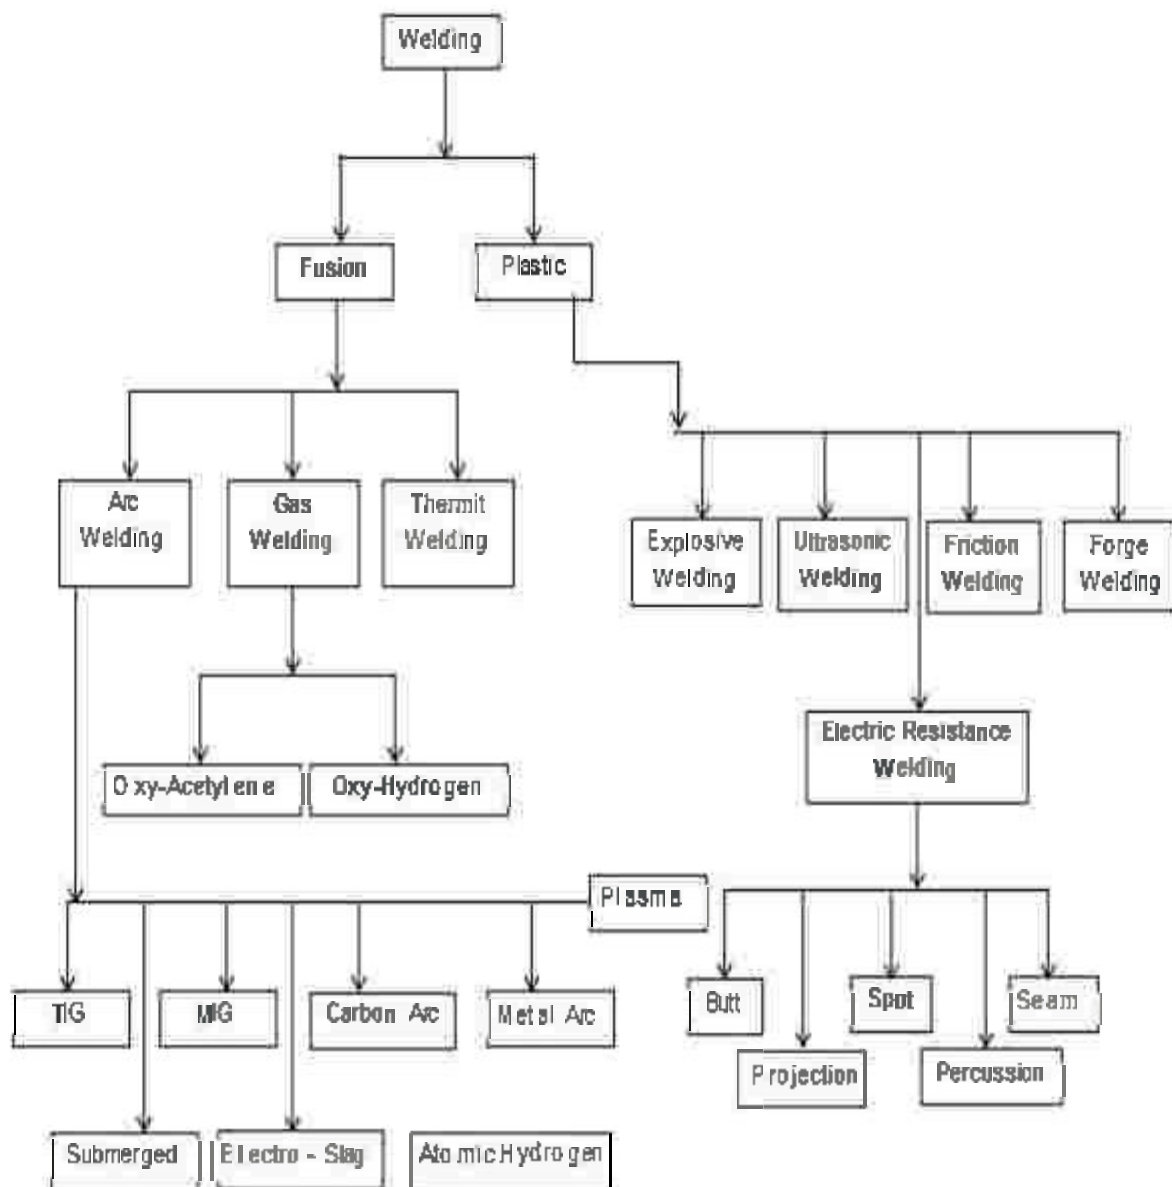 Welding
Fusion
Plastic
Arc
Welding
Gas
Welding
Thermit
Welding
Explosive
Welding
Ultrasonic
Welding
Friction
Welding
Forge
Welding
Electric Resistance
Welding
Oxy-Acetylene
Oxy-Hydrogen
Plasma
TIG
MIG
Carbon Arc
Metal Arc
Butt
Spot
Seam
Projection
Percussion
Submerged
Electro - Slag
Atomic Hydrogen